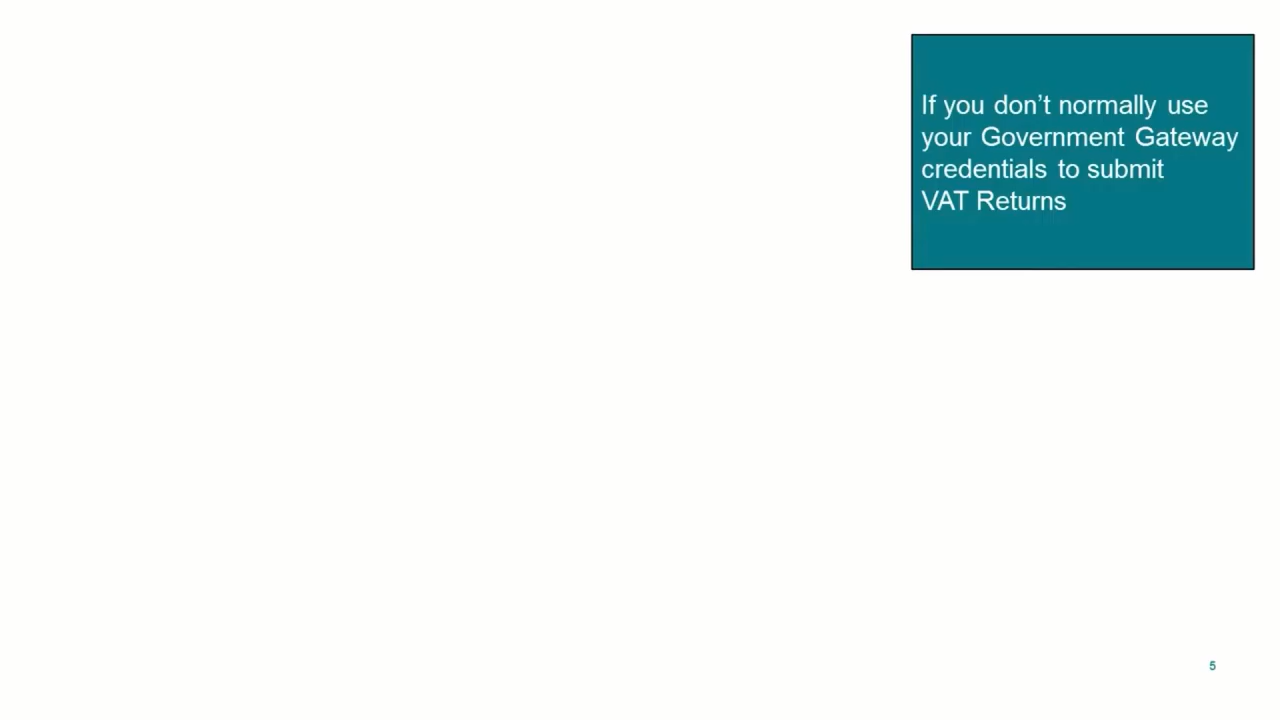 If you don’t normally use
your Government Gateway
credentials to submit
VAT Returns
5